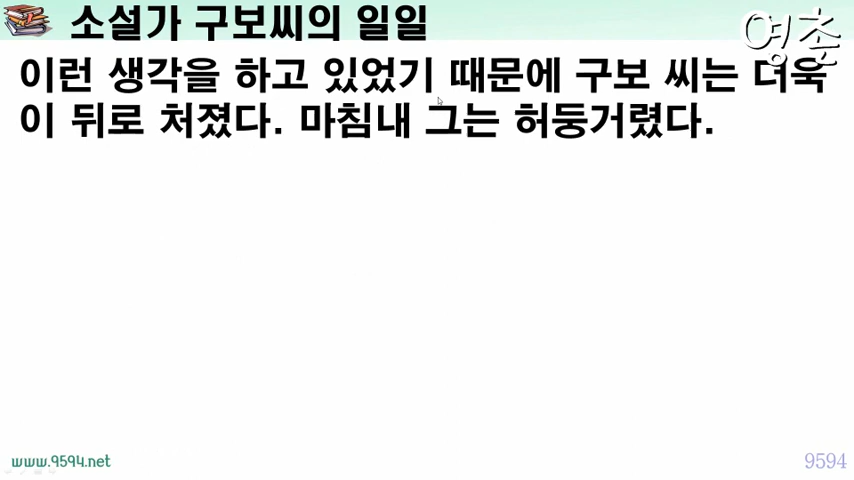 소설가 구보씨의 일일
영촌
이런 생각을 하고 있었기 때문에 구보 씨는 더욱
이 뒤로 처졌다. 마침내 그는 허둥거렸다.
www.9594.net
9594